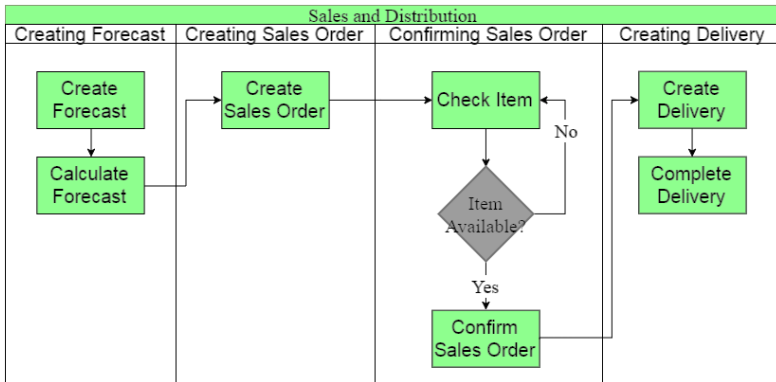 Sales and Distribution
Creating Forecast
Creating Sales Order
Confirming Sales Order
Creating Delivery
Create
Forecast
Calculate
Forecast
Create
Sales Order
Check Item
No
Item
Available?
Yes
Confirm
Sales Order
Create
Delivery
Complete
Delivery